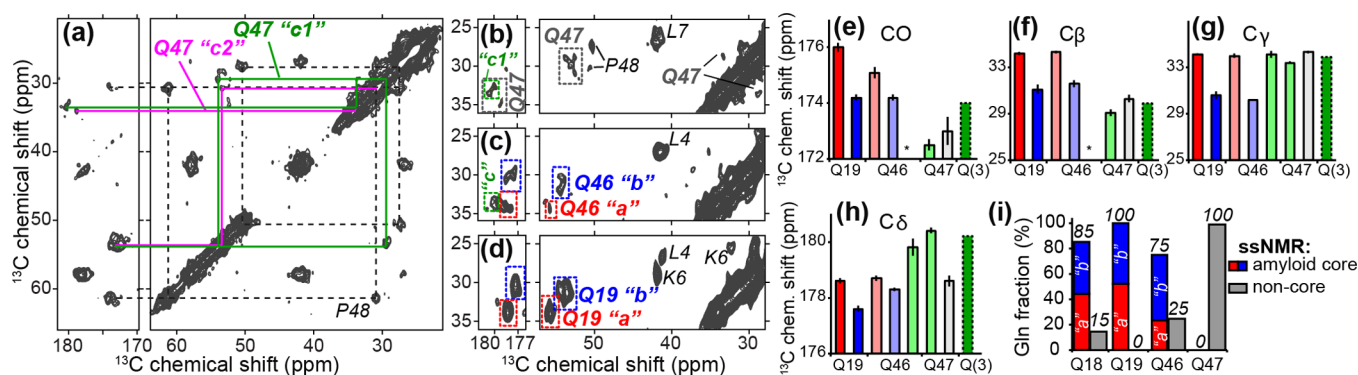 (a)
Q47 "c1"
Q47 "c2"
P48
30
40
50
60
180
170
60
50
40
30
13C chemical shift (ppm)
13C chemical shift (ppm)
(b)
Q47
"c1"
Q47
P48
L7
Q47
25
30
35
(c)
"c"
Q46 "b"
Q46 "a"
L4
25
30
35
(d)
Q19 "b"
Q19 "a"
L4
K6
K6
25
30
35
180
177
50
40
30
13C chemical shift (ppm)
(e)
CO
13C chem. shift (ppm)
176
174
172
*
Q19
Q46
Q47
Q(3)
(f)
Cβ
33
29
25
*
Q19
Q46
Q47
Q(3)
(g)
Cγ
33
29
25
Q19
Q46
Q47
Q(3)
(h)
Cδ
13C chem. shift (ppm)
180
178
176
Q19
Q46
Q47
Q(3)
(i)
Gln fraction (%)
100
80
60
40
20
0
85
"b"
"a"
15
100
"b"
"a"
0
75
"b"
"a"
25
0
100
Q18
Q19
Q46
Q47
ssNMR:
amyloid core
non-core